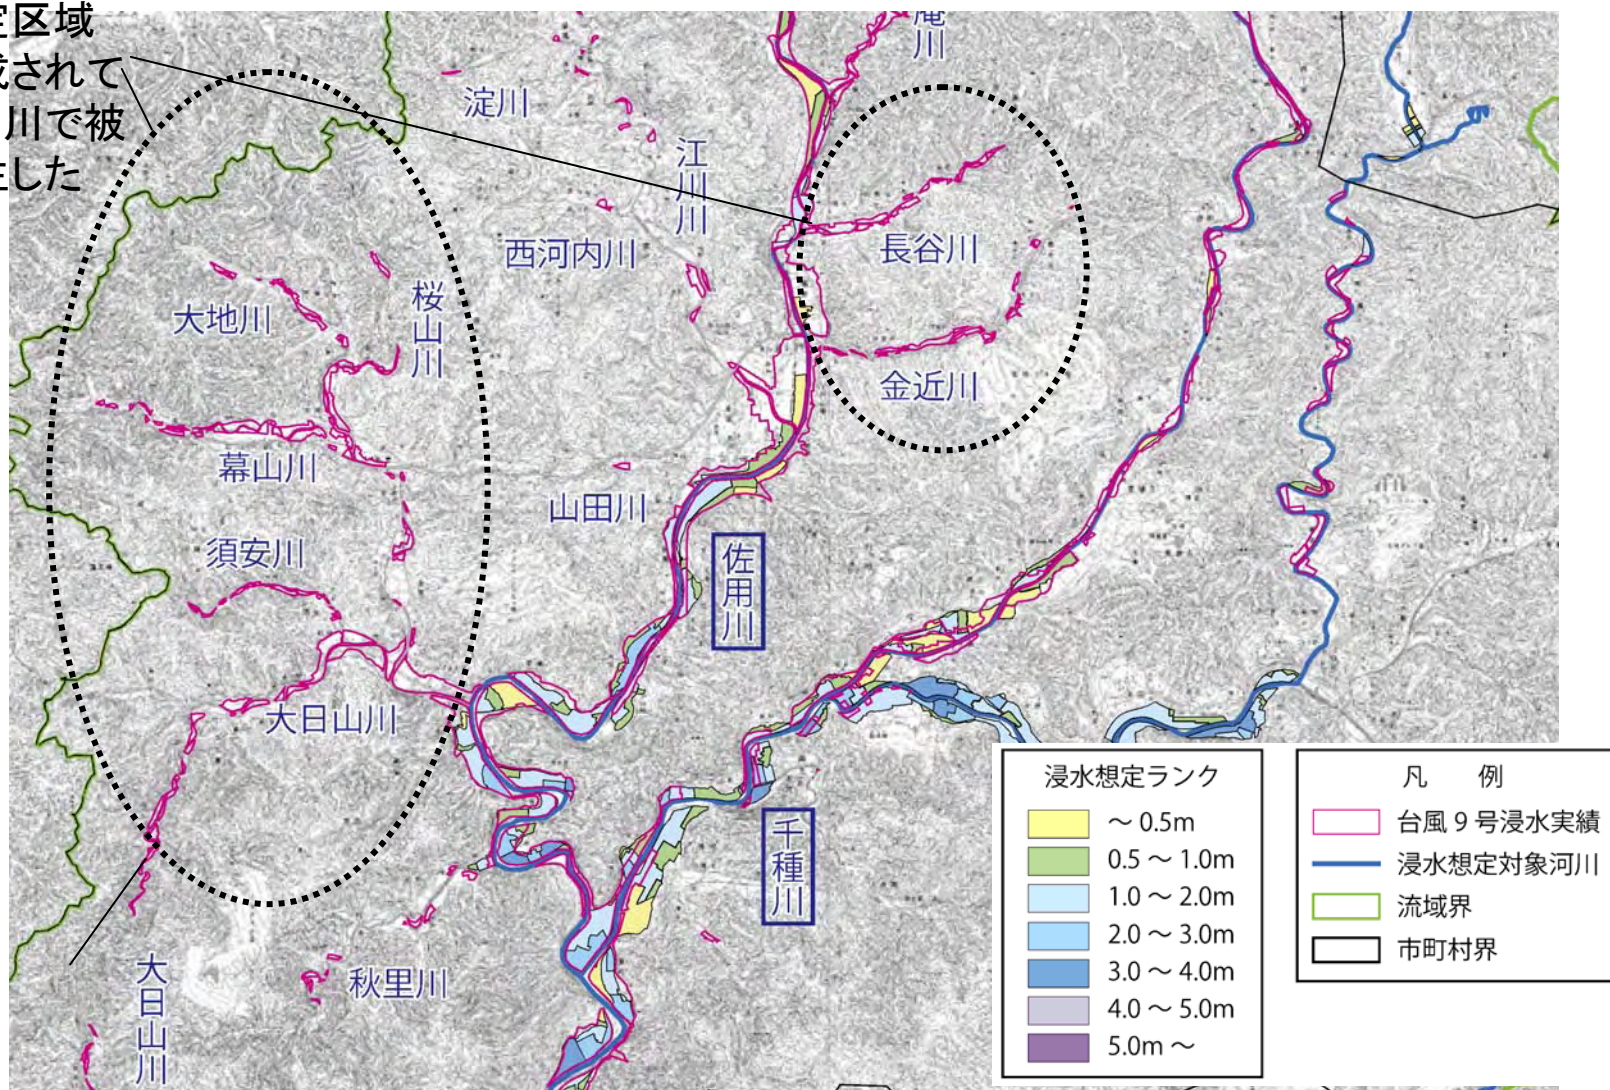 定区域
成されて
川で被
生した
庵川
淀川
江川川
西河内川
長谷川
桜山川
大地川
金近川
幕山川
山田川
須安川
佐用川
大日山川
千種川
秋里川
大日山川
浸水想定ランク
～ 0.5m
0.5 ～ 1.0m
1.0 ～ 2.0m
2.0 ～ 3.0m
3.0 ～ 4.0m
4.0 ～ 5.0m
5.0m ～
凡 例
台風 9 号浸水実績
浸水想定対象河川
流域界
市町村界